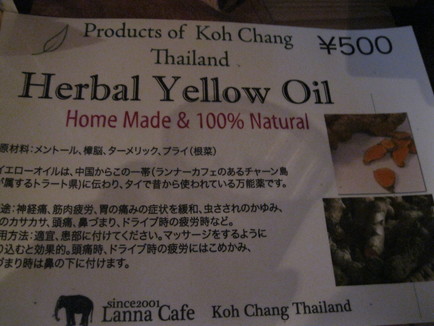 Products of Koh Chang
Thailand
¥500
Herbal Yellow Oil
Home Made & 100% Natural
原材料：メントール、樟脳、ターメリック、プライ（根菜）
イエローオイルは、中国からこの一帯（ランナーカフェのあるチャーン島
が属するトラート県）に伝わり、タイで昔から使われている万能薬です。
途：神経痛、筋肉疲労、胃の痛みの症状を緩和、虫さされのかゆみ、
のカサカサ、頭痛、鼻づまり、ドライブ時の疲労時など。
用方法：適宜、患部に付けてください。マッサージをするように
り込むと効果的。頭痛時、ドライブ時の疲労にはこめかみ、
づまり時は鼻の下に付けます。
since2001
Lanna Cafe Koh Chang Thailand